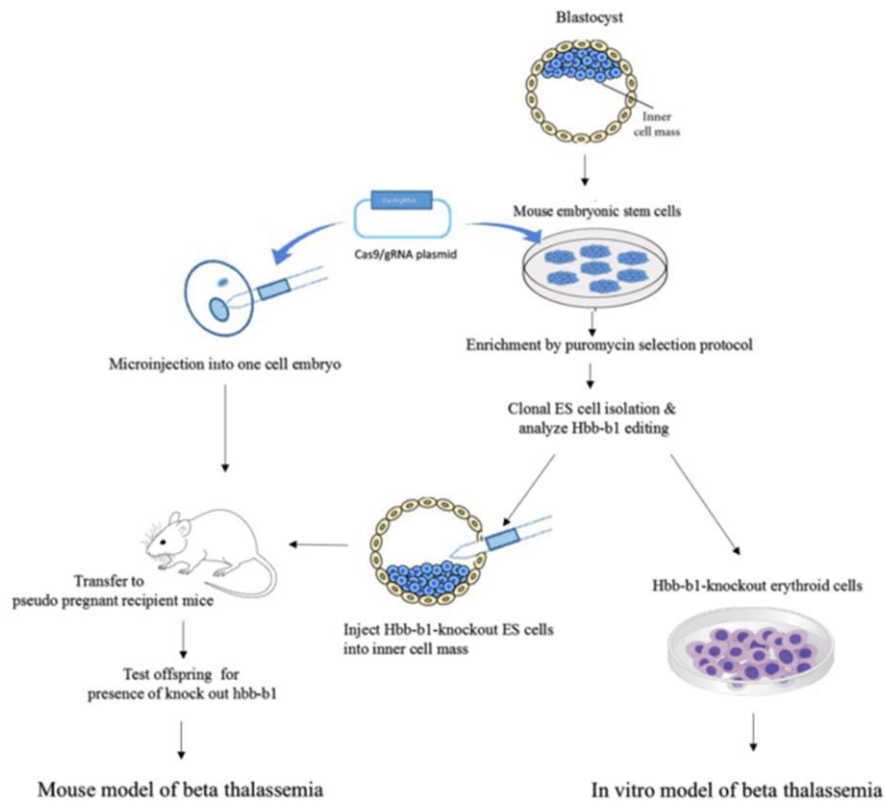 Blastocyst
Inner
cell mass
Mouse embryonic stem cells
Cas9/gRNA
Cas9/gRNA plasmid
Enrichment by puromycin selection protocol
Microinjection into one cell embryo
Clonal ES cell isolation &
analyze Hbb-b1 editing
Transfer to
pseudo pregnant recipient mice
Inject Hbb-b1-knockout ES cells
into inner cell mass
Hbb-b1-knockout erythroid cells
Test offspring for
presence of knock out hbb-b1
Mouse model of beta thalassemia
In vitro model of beta thalassemia